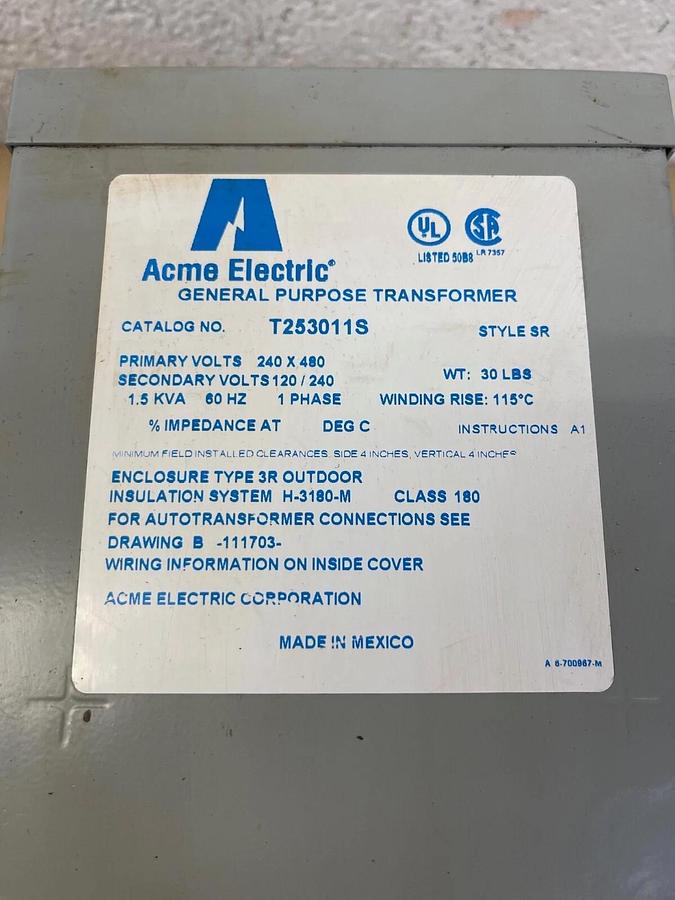 UL
SA
LISTED 50B8 LR 7357
Acme Electric®
GENERAL PURPOSE TRANSFORMER
CATALOG NO. T253011S STYLE SR
PRIMARY VOLTS 240 X 480
SECONDARY VOLTS 120 / 240 WT: 30 LBS
1.5 KVA 60 HZ 1 PHASE WINDING RISE: 115°C
% IMPEDANCE AT DEG C INSTRUCTIONS A1
MINIMUM FIELD INSTALLED CLEARANCES. SIDE 4 INCHES, VERTICAL 4 INCHES
ENCLOSURE TYPE 3R OUTDOOR
INSULATION SYSTEM H-3180-M CLASS 180
FOR AUTOTRANSFORMER CONNECTIONS SEE
DRAWING B -111703-
WIRING INFORMATION ON INSIDE COVER
ACME ELECTRIC CORPORATION
MADE IN MEXICO
A 6-700967-M